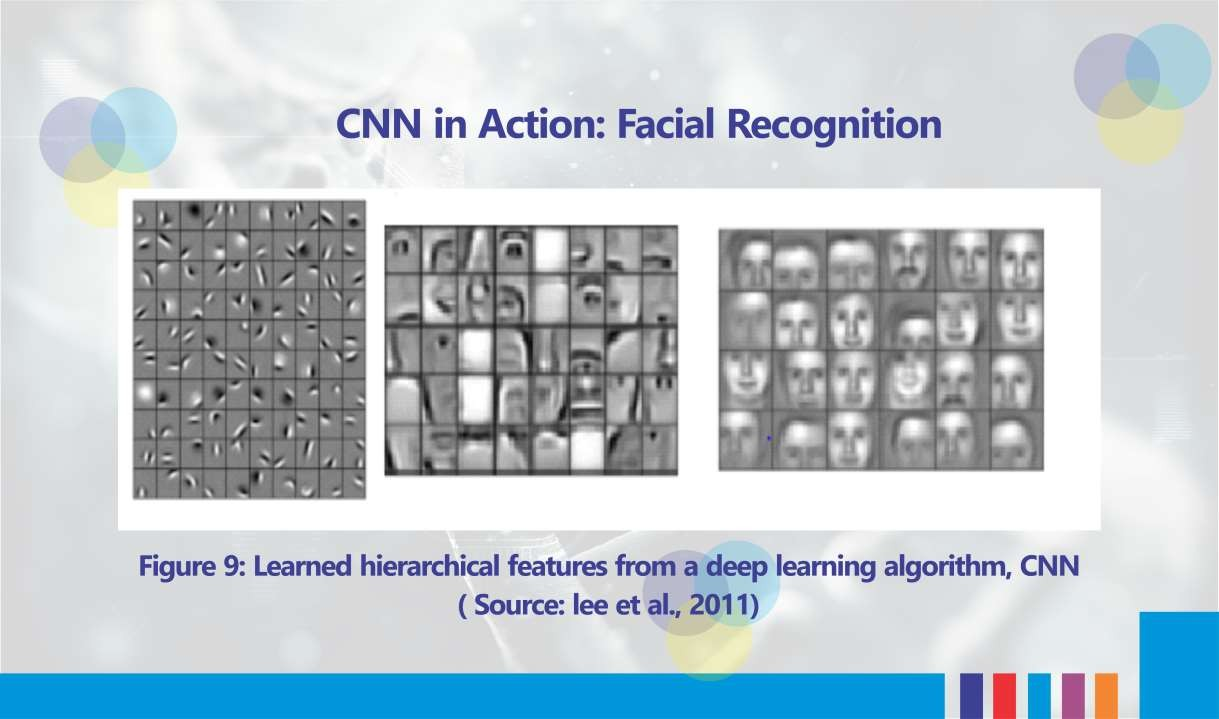 CNN in Action: Facial Recognition
Figure 9: Learned hierarchical features from a deep learning algorithm, CNN
( Source: lee et al., 2011)